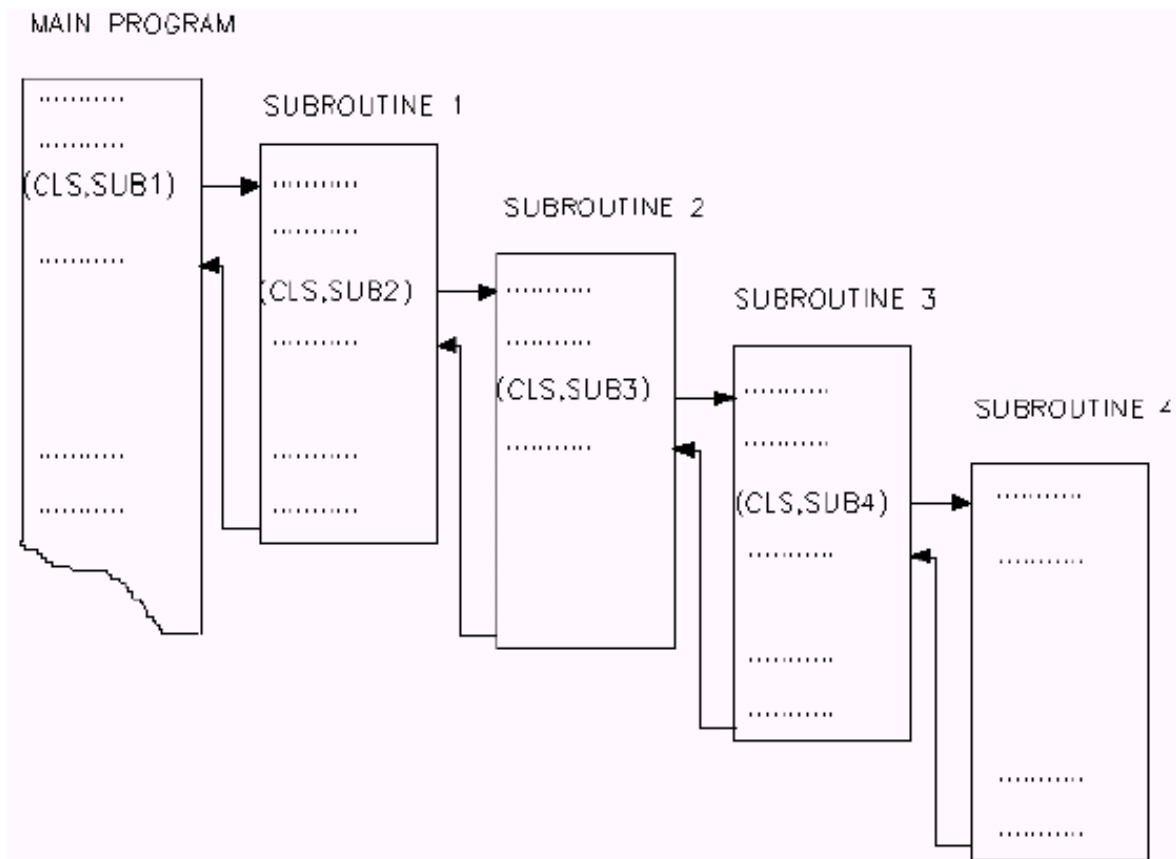 MAIN PROGRAM
SUBROUTINE 1
(CLS,SUB1)
SUBROUTINE 2
(CLS,SUB2)
SUBROUTINE 3
(CLS,SUB3)
SUBROUTINE 4
(CLS,SUB4)